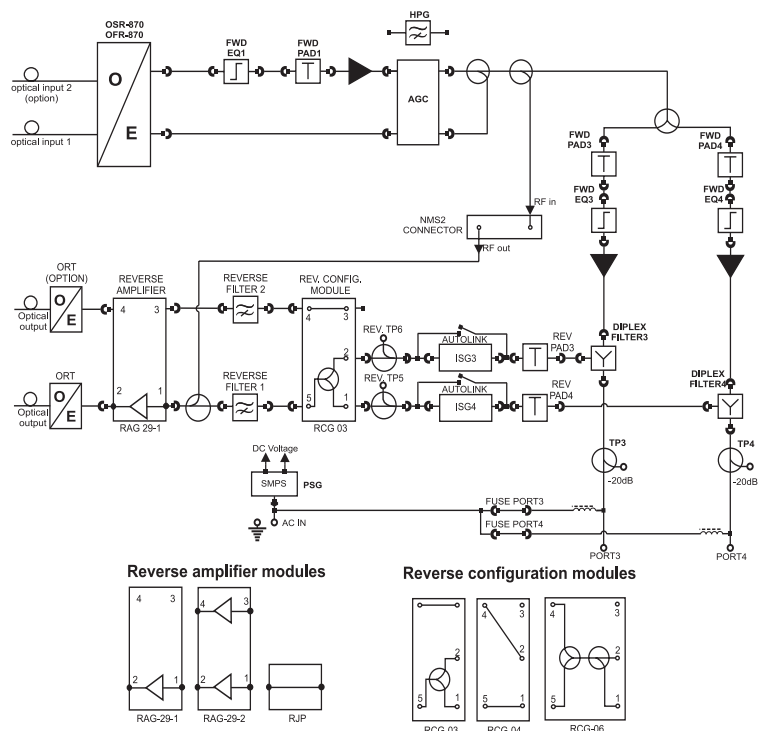 OSR-870
OFR-870
HPG
FWD
EQ1
FWD
PAD1
O
E
AGC
optical input 2
(option)
optical input 1
FWD
PAD3
FWD
PAD4
FWD
EQ3
FWD
EQ4
RF in
NMS2
CONNECTOR
RF out
ORT
(OPTION)
REVERSE
AMPLIFIER
REVERSE
FILTER 2
REV. CONFIG.
MODULE
O
E
Optical
output
4
3
4
3
REV. TP6
AUTOLINK
ISG3
REV
PAD3
DIPLEX
FILTER3
2
ORT
REVERSE
FILTER 1
REV. TP5
AUTOLINK
ISG4
REV
PAD4
DIPLEX
FILTER4
O
E
Optical
output
2
1
5
1
RAG 29-1
RCG 03
TP3
-20dB
TP4
-20dB
DC Voltage
SMPS
PSG
AC IN
FUSE PORT3
FUSE PORT4
PORT3
PORT4
Reverse amplifier modules
Reverse configuration modules
4
3
2
1
RAG-29-1
4
3
2
1
RAG-29-2
RJP
2
5
1
RCG 03
4
3
2
5
1
RCG 04
4
3
2
5
1
RCG-06